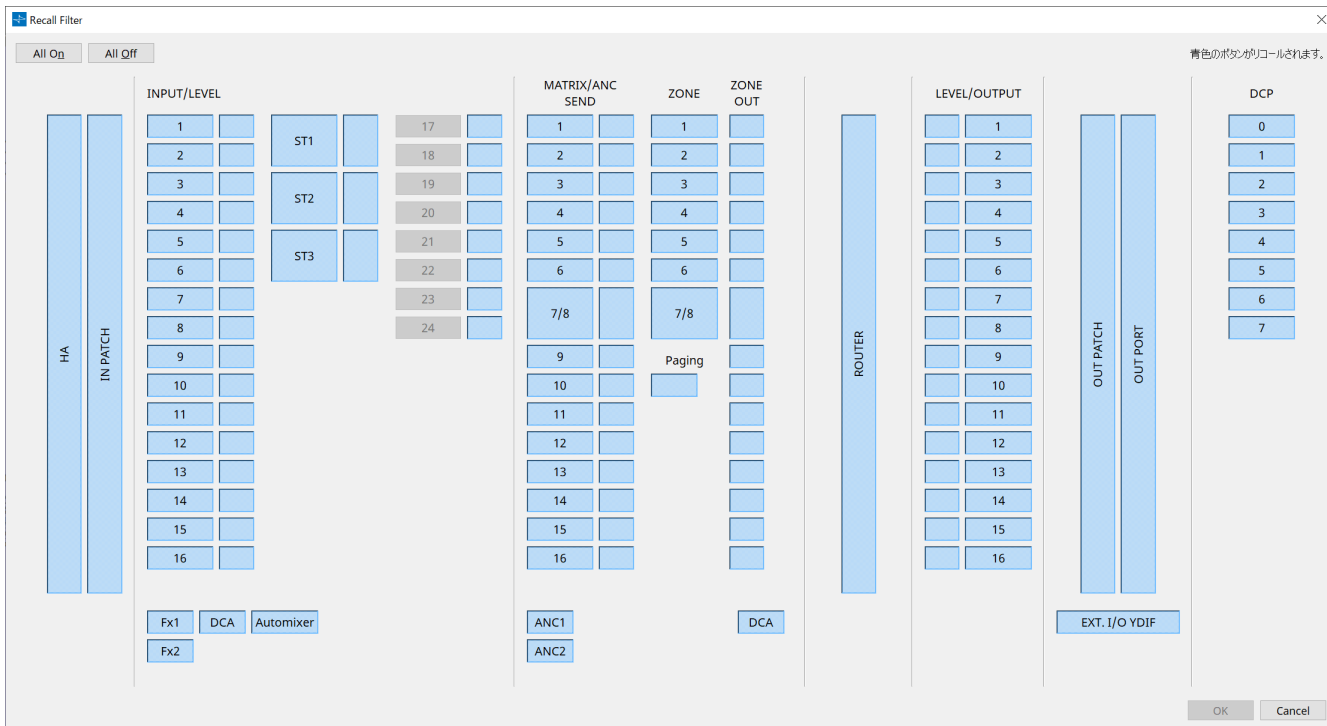 Recall Filter
All On All Off
青色のボタンがリコールされます。
HA
IN PATCH
INPUT/LEVEL
1
2
3
4
5
6
7
8
9
10
11
12
13
14
15
16
ST1
ST2
ST3
17
18
19
20
21
22
23
24
Fx1 DCA Automixer
Fx2
MATRIX/ANC
SEND
1
2
3
4
5
6
7/8
9
10
11
12
13
14
15
16
ANC1
ANC2
ZONE
1
2
3
4
5
6
7/8
Paging
ZONE
OUT
DCA
ROUTER
LEVEL/OUTPUT
1
2
3
4
5
6
7
8
9
10
11
12
13
14
15
16
OUT PATCH
OUT PORT
EXT. I/O YDIF
DCP
0
1
2
3
4
5
6
7
OK Cancel